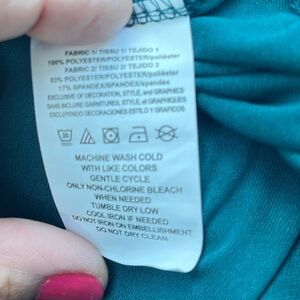 FABRIC 1/ TISSU 1/ TEJIDO 1
100% POLYESTER/POLYESTER/poliéster
FABRIC 2/ TISSU 2/ TEJIDO 2
83% POLYESTER/POLYESTER/poliéster
17% SPANDEX/SPANDEX/spandex
EXCLUSIVE OF DECORATION, STYLE, and GRAPHICS
SANS INCLURE GARNITURES, STYLE, et GRAPHIQUES
EXCLUYENDO DECORACIONES ESTILO Y GRAFICOS
30
MACHINE WASH COLD
WITH LIKE COLORS
GENTLE CYCLE
ONLY NON-CHLORINE BLEACH
WHEN NEEDED
TUMBLE DRY LOW
COOL IRON IF NEEDED
DO NOT IRON ON EMBELLISHMENT
DO NOT DRY CLEAN